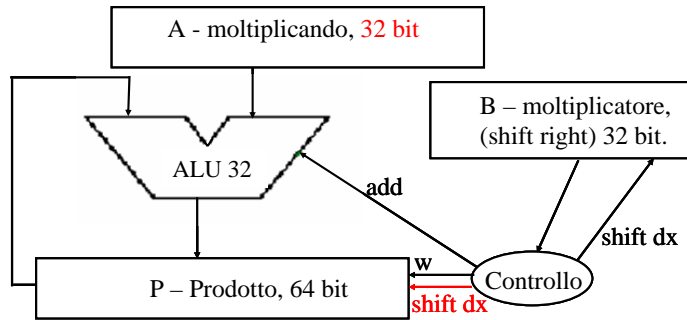 A - moltiplicando, 32 bit
B – moltiplicatore,
(shift right) 32 bit.
ALU 32
add
shift dx
w
Controllo
P – Prodotto, 64 bit
shift dx